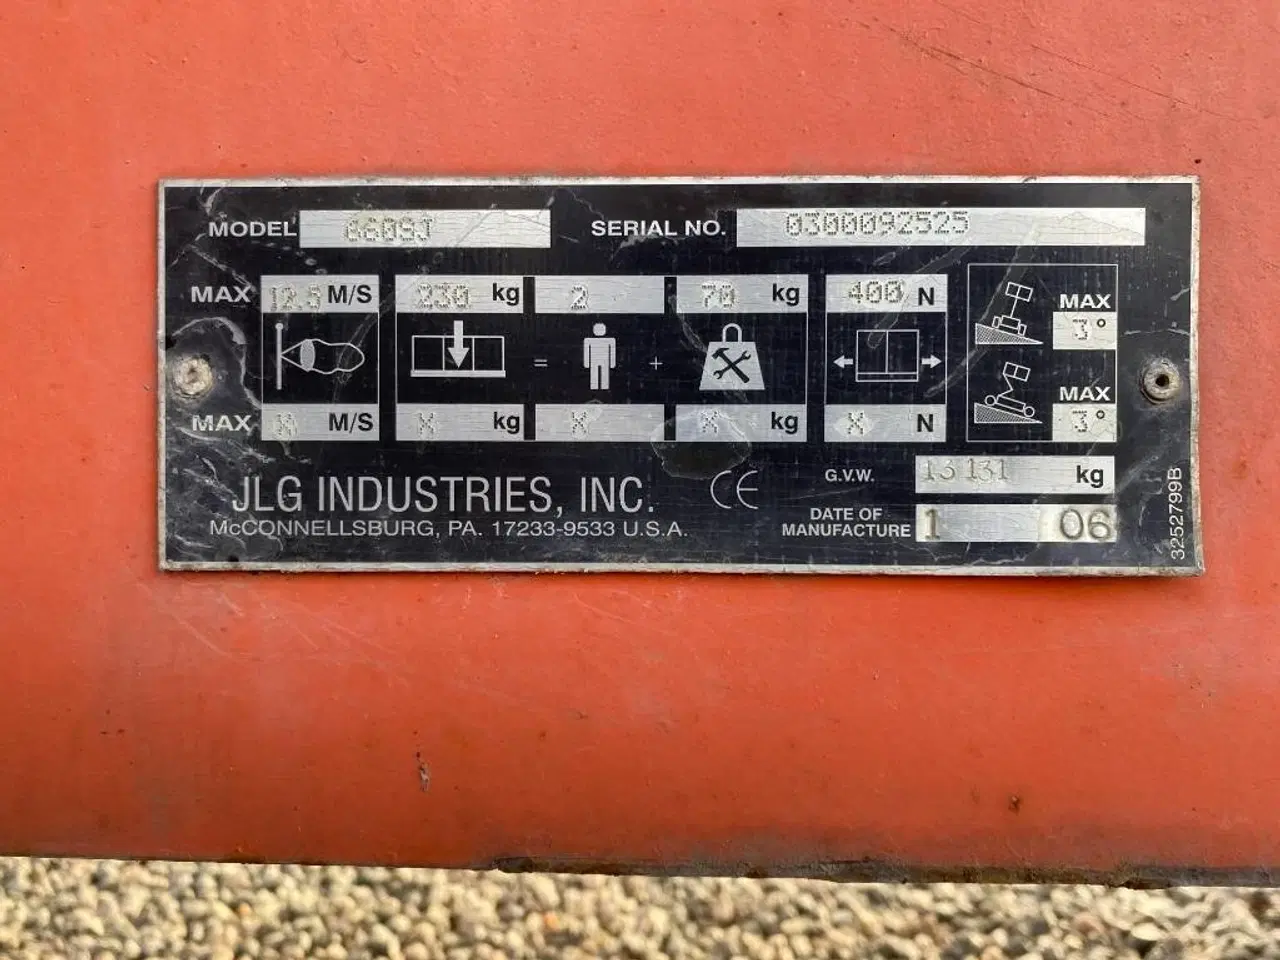 MODEL 660SJ SERIAL NO. 0300092525
MAX 12.5 M/S 230 kg 2 70 kg 400 N
MAX 3°
= +
MAX 3°
MAX X M/S X kg X X kg X N
G.V.W. 13131 kg
JLG INDUSTRIES, INC. CE
McCONNELLSBURG, PA. 17233-9533 U.S.A.
DATE OF MANUFACTURE 1 06
3252799B